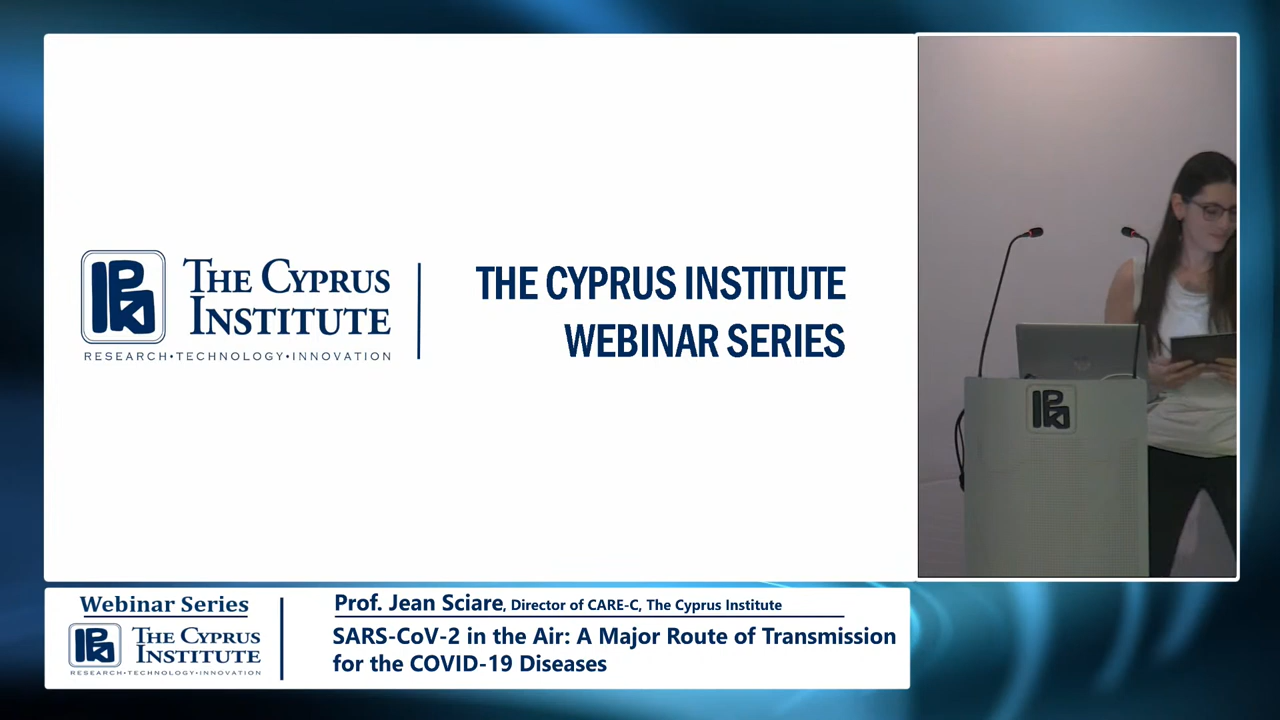 THE CYPRUS
INSTITUTE
RESEARCH•TECHNOLOGY•INNOVATION
THE CYPRUS INSTITUTE
WEBINAR SERIES
Webinar Series
THE CYPRUS
INSTITUTE
RESEARCH•TECHNOLOGY•INNOVATION
Prof. Jean Sciare, Director of CARE-C, The Cyprus Institute
SARS-CoV-2 in the Air: A Major Route of Transmission
for the COVID-19 Diseases